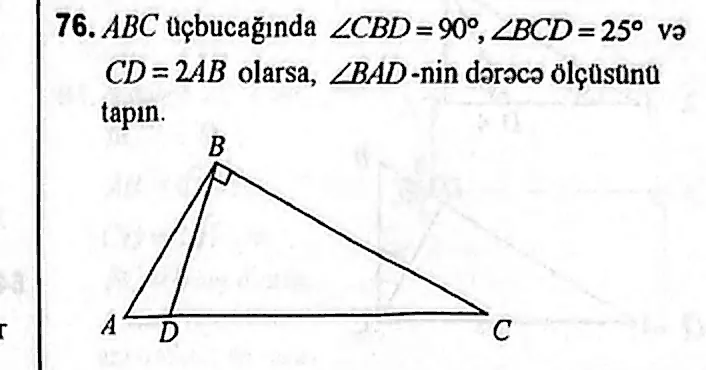 76. ABC üçbucağında ∠CBD = 90°, ∠BCD = 25° və
CD = 2AB olarsa, ∠BAD -nin dərəcə ölçüsünü
tapın.
B
A
D
C